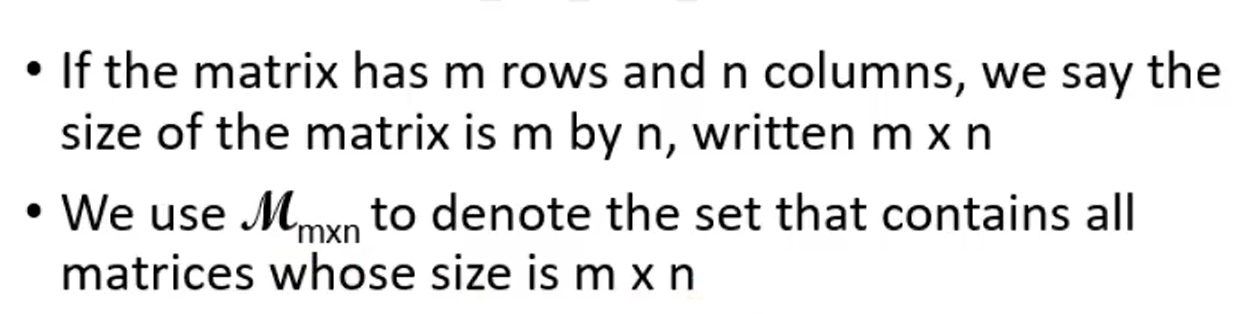 • If the matrix has m rows and n columns, we say the
size of the matrix is m by n, written m x n
• We use ℳmxn to denote the set that contains all
matrices whose size is m x n